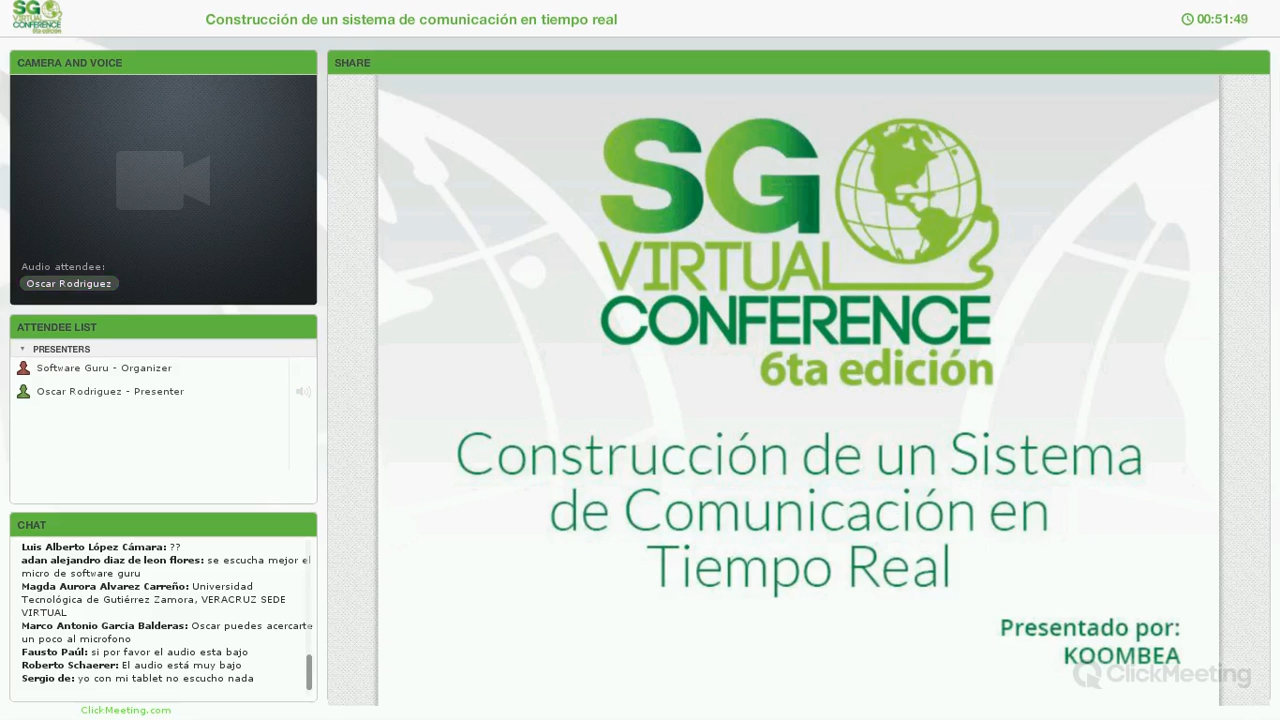 SG
VIRTUAL
CONFERENCE
6ta edición
Construcción de un sistema de comunicación en tiempo real
00:51:49
CAMERA AND VOICE
Audio attendee:
Oscar Rodriguez
ATTENDEE LIST
PRESENTERS
Software Guru - Organizer
Oscar Rodriguez - Presenter
CHAT
Luis Alberto López Cámara: ??
adan alejandro diaz de leon flores: se escucha mejor el
micro de software guru
Magda Aurora Alvarez Carreño: Universidad
Tecnológica de Gutiérrez Zamora, VERACRUZ SEDE
VIRTUAL
Marco Antonio Garcia Balderas: Oscar puedes acercarte
un poco al microfono
Fausto Paúl: si por favor el audio esta bajo
Roberto Schaerer: El audio está muy bajo
Sergio de: yo con mi tablet no escucho nada
ClickMeeting.com
SHARE
SG
VIRTUAL
CONFERENCE
6ta edición
Construcción de un Sistema
de Comunicación en
Tiempo Real
Presentado por:
KOOMBEA
ClickMeeting